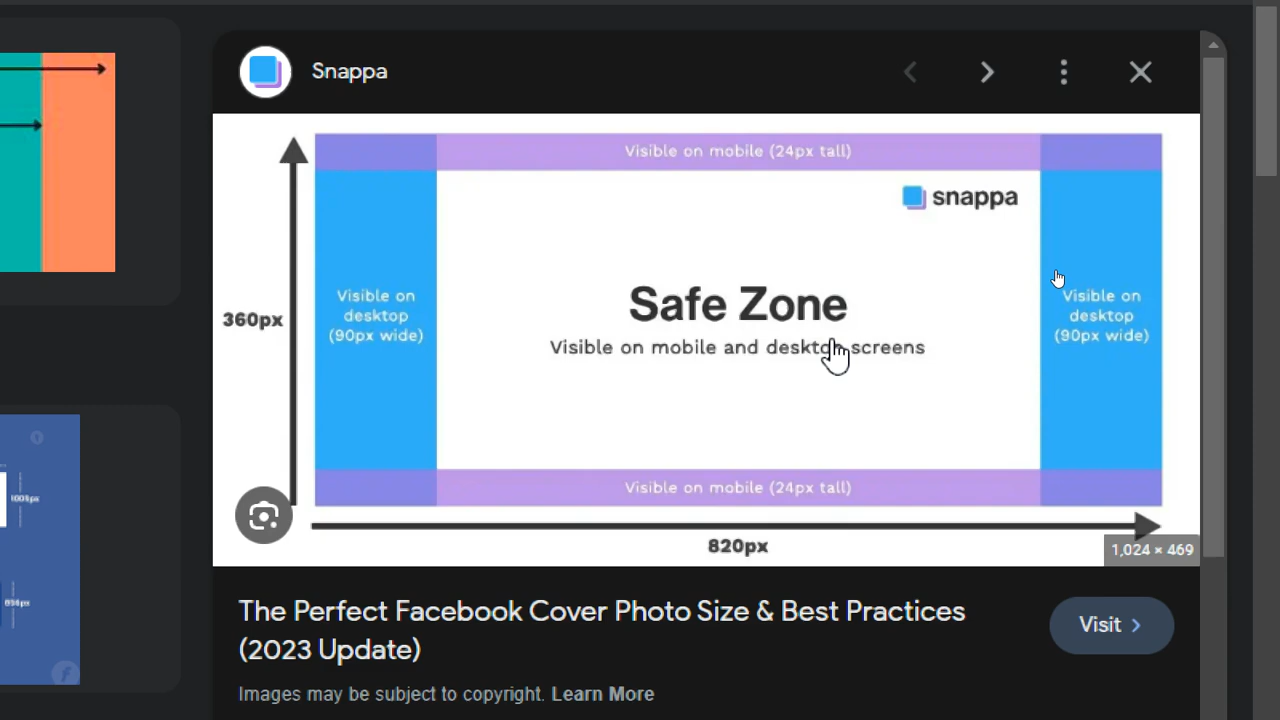 Snappa
Visible on mobile (24px tall)
snappa
360px
Visible on
desktop
(90px wide)
Safe Zone
Visible on mobile and desktop screens
Visible on
desktop
(90px wide)
Visible on mobile (24px tall)
820px
1,024 × 469
The Perfect Facebook Cover Photo Size & Best Practices
(2023 Update)
Visit
Images may be subject to copyright. Learn More